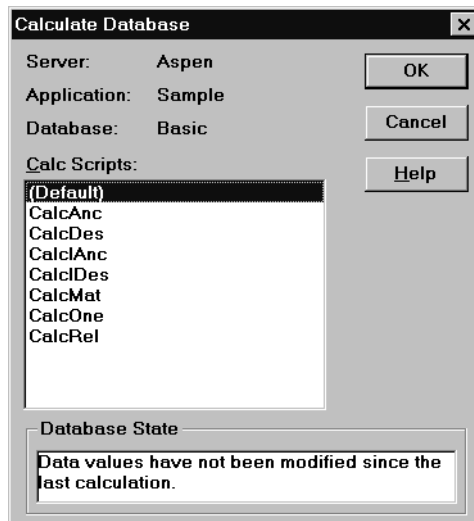 Calculate Database
Server: Aspen
Application: Sample
Database: Basic
OK
Cancel
Help
Calc Scripts:
(Default)
CalcAnc
CalcDes
CalcIAnc
CalcIDes
CalcMat
CalcOne
CalcRel
Database State
Data values have not been modified since the
last calculation.